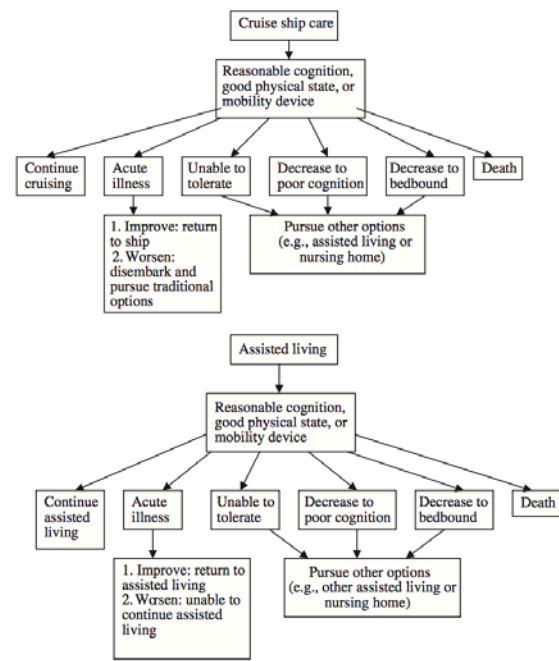 Cruise ship care
Reasonable cognition,
good physical state, or
mobility device
Continue
cruising
Acute
illness
Unable to
tolerate
Decrease to
poor cognition
Decrease to
bedbound
Death
1. Improve: return
to ship
2. Worsen:
disembark and
pursue traditional
options
Pursue other options
(e.g., assisted living or
nursing home)
Assisted living
Reasonable cognition,
good physical state, or
mobility device
Continue
assisted
living
Acute
illness
Unable to
tolerate
Decrease to
poor cognition
Decrease to
bedbound
Death
1. Improve: return to
assisted living
2. Worsen: unable to
continue assisted
living
Pursue other options
(e.g., other assisted living or
nursing home)